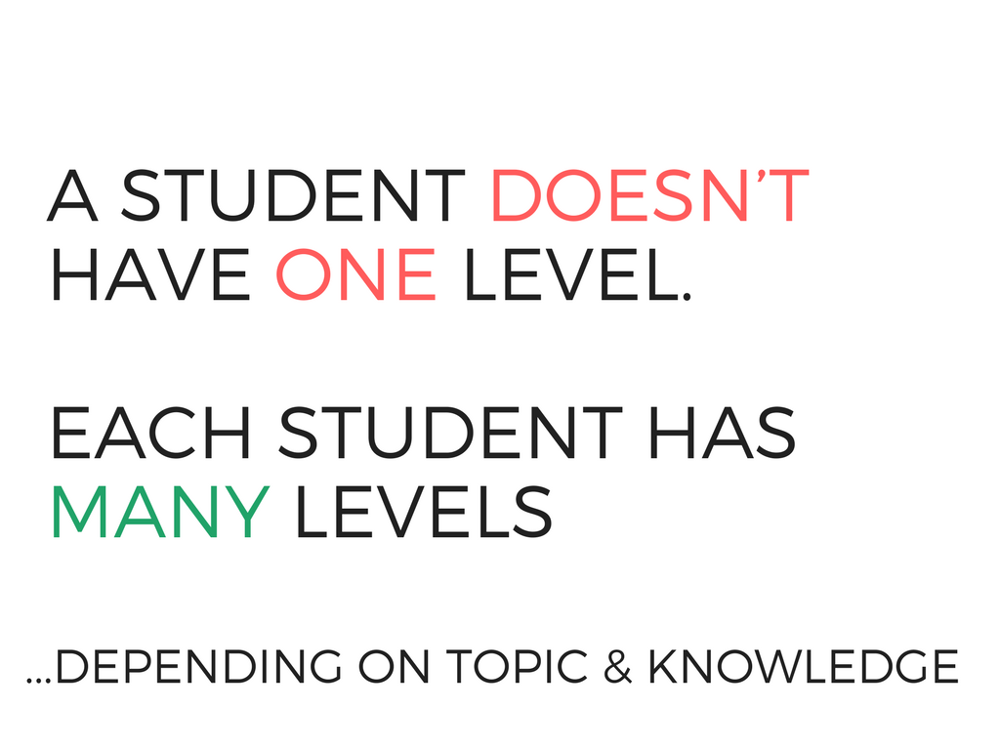 A STUDENT DOESN’T
HAVE ONE LEVEL.
EACH STUDENT HAS
MANY LEVELS
...DEPENDING ON TOPIC & KNOWLEDGE